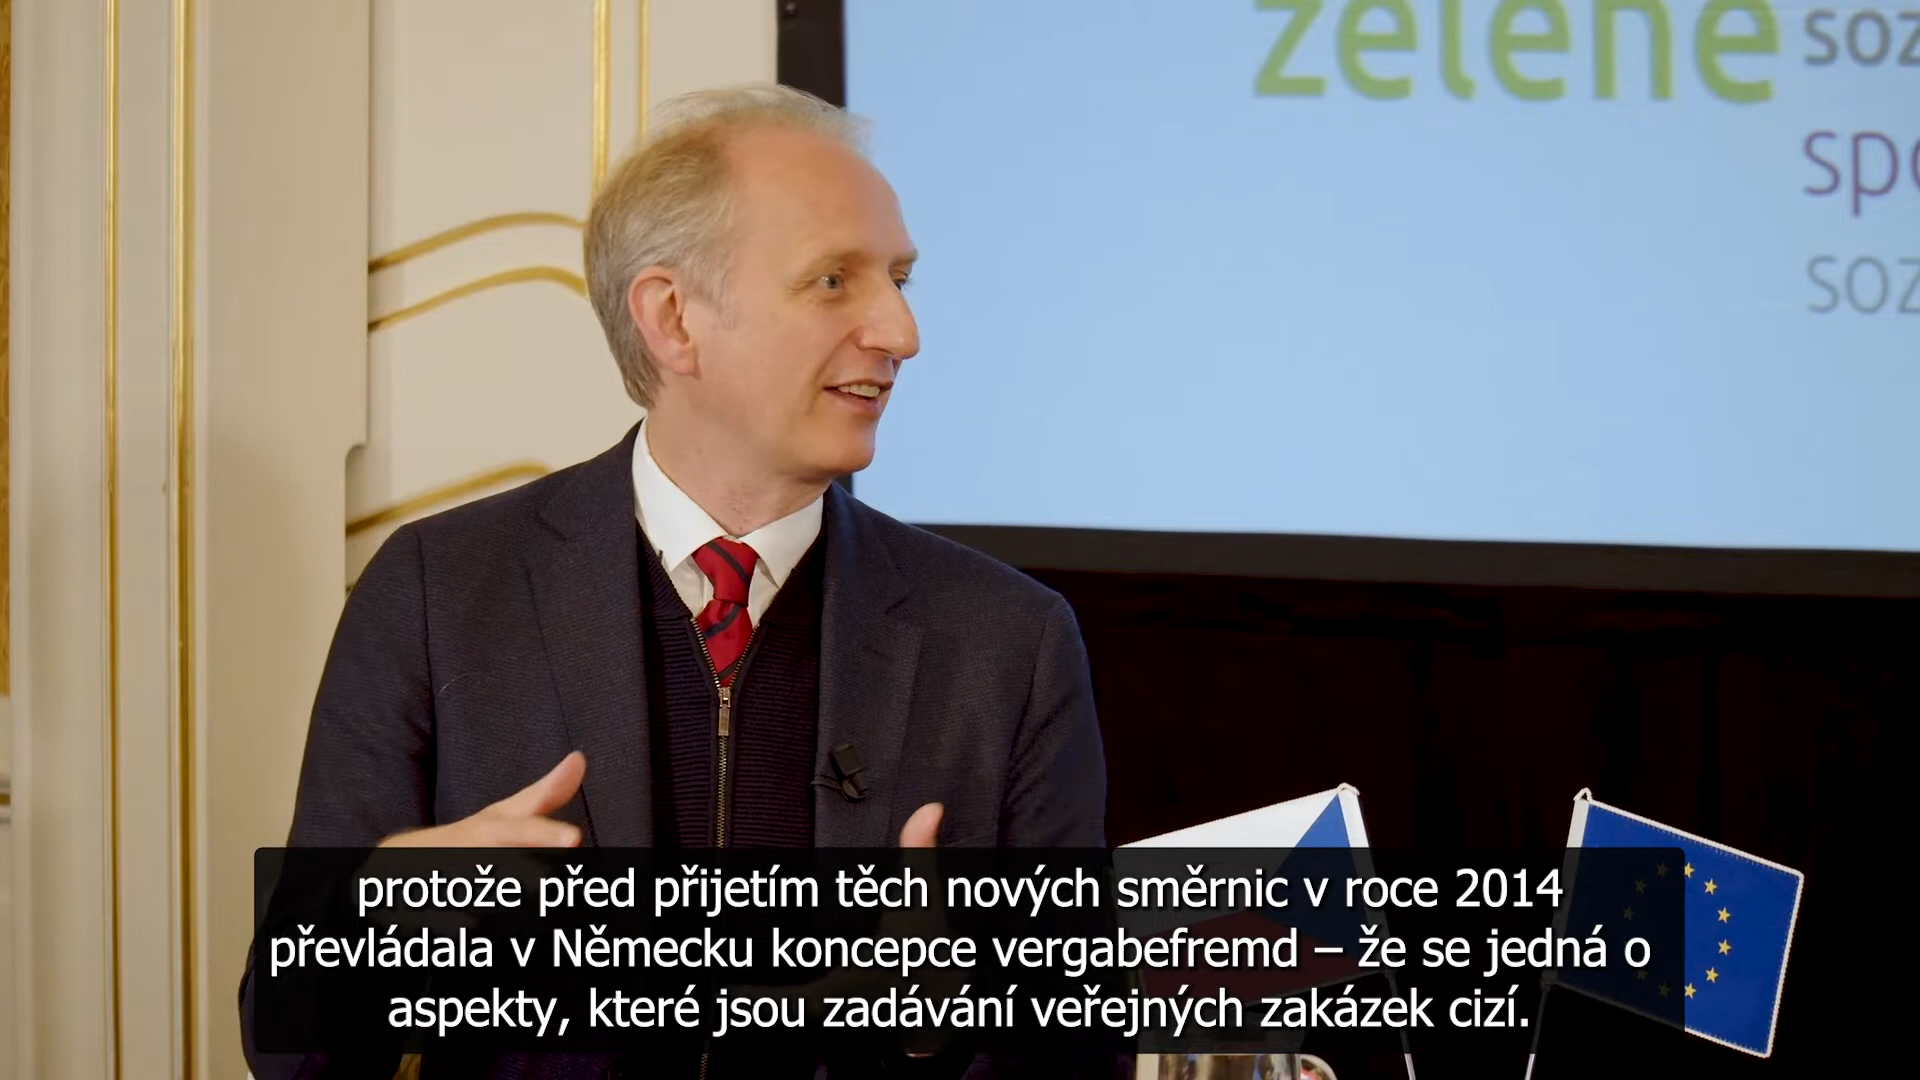 zelené
protože před přijetím těch nových směrnic v roce 2014
převládala v Německu koncepce vergabefremd – že se jedná o
aspekty, které jsou zadávání veřejných zakázek cizí.